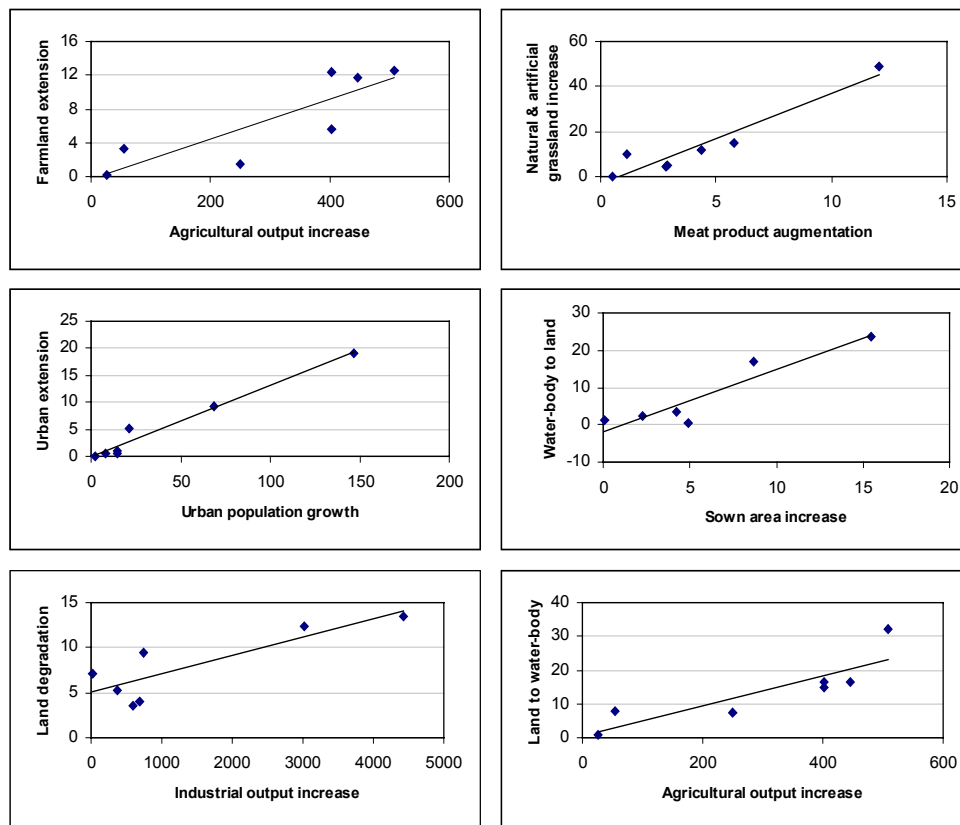 Farmland extension
16
12
8
4
0
0 200 400 600
Agricultural output increase
Natural & artificial
grassland increase
60
40
20
0
0 5 10 15
Meat product augmentation
Urban extension
25
20
15
10
5
0
0 50 100 150 200
Urban population growth
Water-body to land
30
20
10
0
-10
0 5 10 15 20
Sown area increase
Land degradation
15
10
5
0
0 1000 2000 3000 4000 5000
Industrial output increase
Land to water-body
40
30
20
10
0
0 200 400 600
Agricultural output increase